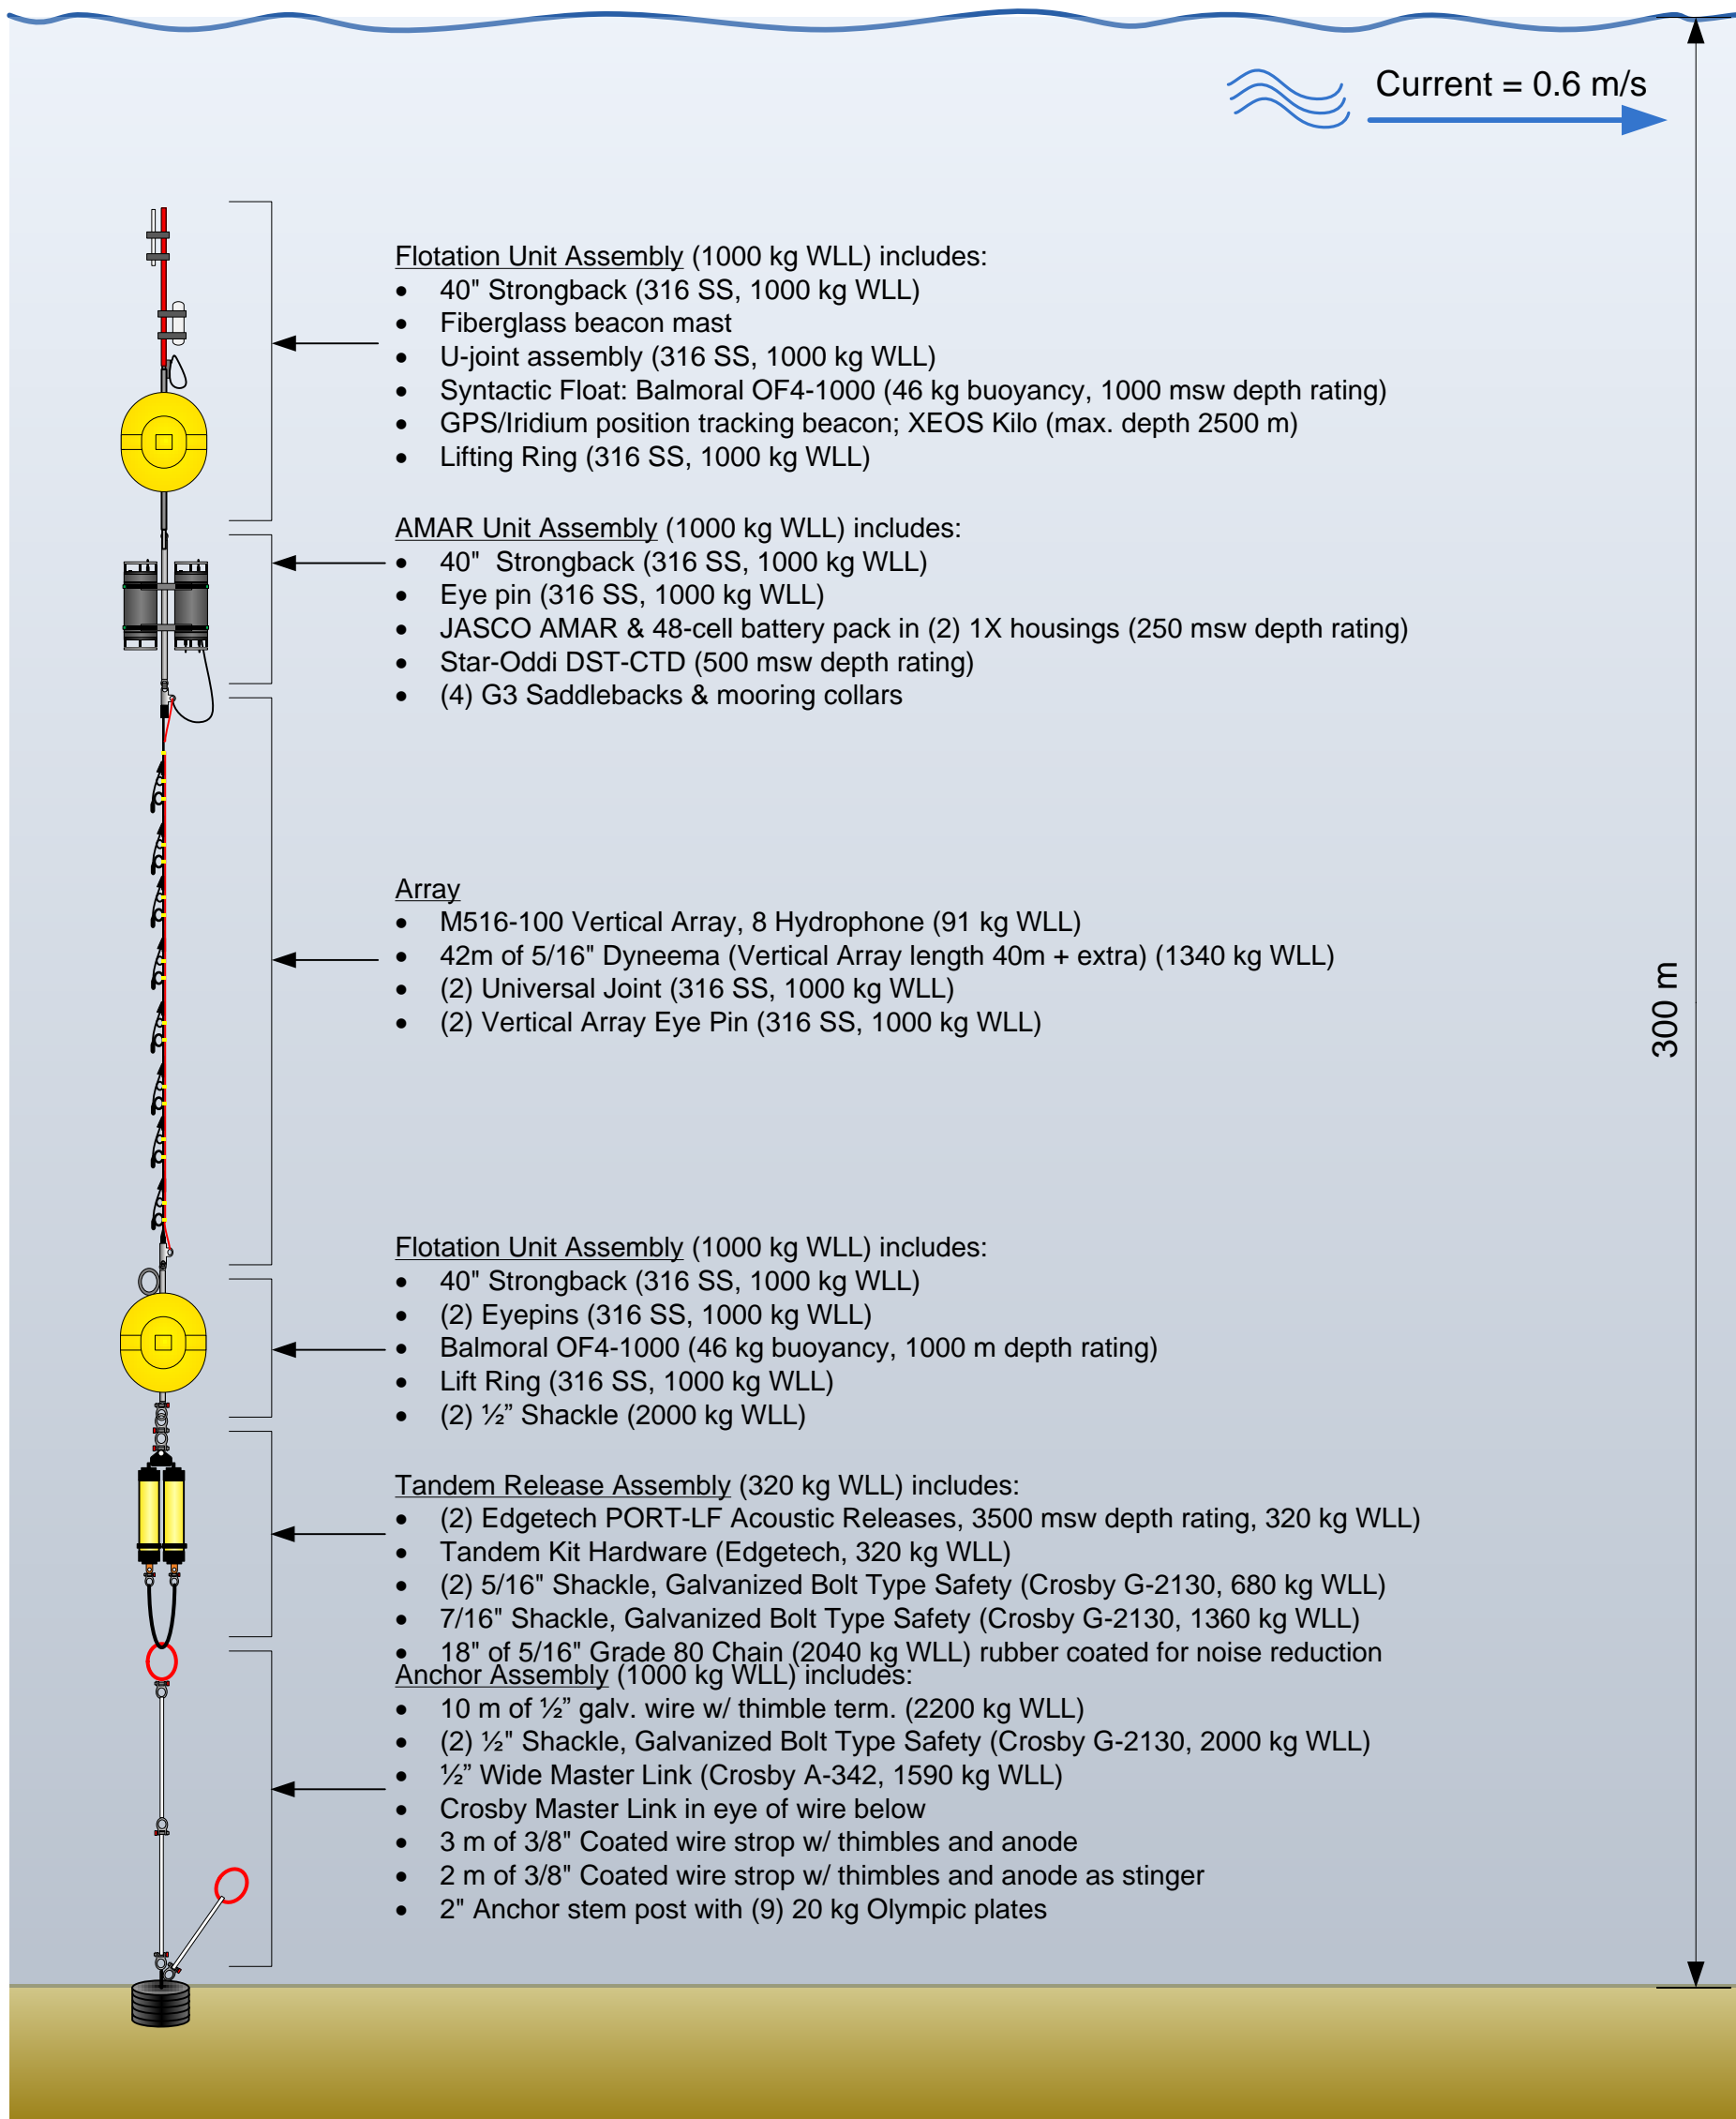 Current = 0.6 m/s
Flotation Unit Assembly (1000 kg WLL) includes:
• 40" Strongback (316 SS, 1000 kg WLL)
• Fiberglass beacon mast
• U-joint assembly (316 SS, 1000 kg WLL)
• Syntactic Float: Balmoral OF4-1000 (46 kg buoyancy, 1000 msw depth rating)
• GPS/Iridium position tracking beacon; XEOS Kilo (max. depth 2500 m)
• Lifting Ring (316 SS, 1000 kg WLL)
AMAR Unit Assembly (1000 kg WLL) includes:
• 40" Strongback (316 SS, 1000 kg WLL)
• Eye pin (316 SS, 1000 kg WLL)
• JASCO AMAR & 48-cell battery pack in (2) 1X housings (250 msw depth rating)
• Star-Oddi DST-CTD (500 msw depth rating)
• (4) G3 Saddlebacks & mooring collars
Array
• M516-100 Vertical Array, 8 Hydrophone (91 kg WLL)
• 42m of 5/16" Dyneema (Vertical Array length 40m + extra) (1340 kg WLL)
• (2) Universal Joint (316 SS, 1000 kg WLL)
• (2) Vertical Array Eye Pin (316 SS, 1000 kg WLL)
300 m
Flotation Unit Assembly (1000 kg WLL) includes:
• 40" Strongback (316 SS, 1000 kg WLL)
• (2) Eyepins (316 SS, 1000 kg WLL)
• Balmoral OF4-1000 (46 kg buoyancy, 1000 m depth rating)
• Lift Ring (316 SS, 1000 kg WLL)
• (2) ½” Shackle (2000 kg WLL)
Tandem Release Assembly (320 kg WLL) includes:
• (2) Edgetech PORT-LF Acoustic Releases, 3500 msw depth rating, 320 kg WLL)
• Tandem Kit Hardware (Edgetech, 320 kg WLL)
• (2) 5/16" Shackle, Galvanized Bolt Type Safety (Crosby G-2130, 680 kg WLL)
• 7/16" Shackle, Galvanized Bolt Type Safety (Crosby G-2130, 1360 kg WLL)
• 18" of 5/16" Grade 80 Chain (2040 kg WLL) rubber coated for noise reduction
Anchor Assembly (1000 kg WLL) includes:
• 10 m of ½” galv. wire w/ thimble term. (2200 kg WLL)
• (2) ½" Shackle, Galvanized Bolt Type Safety (Crosby G-2130, 2000 kg WLL)
• ½” Wide Master Link (Crosby A-342, 1590 kg WLL)
• Crosby Master Link in eye of wire below
• 3 m of 3/8" Coated wire strop w/ thimbles and anode
• 2 m of 3/8" Coated wire strop w/ thimbles and anode as stinger
• 2" Anchor stem post with (9) 20 kg Olympic plates